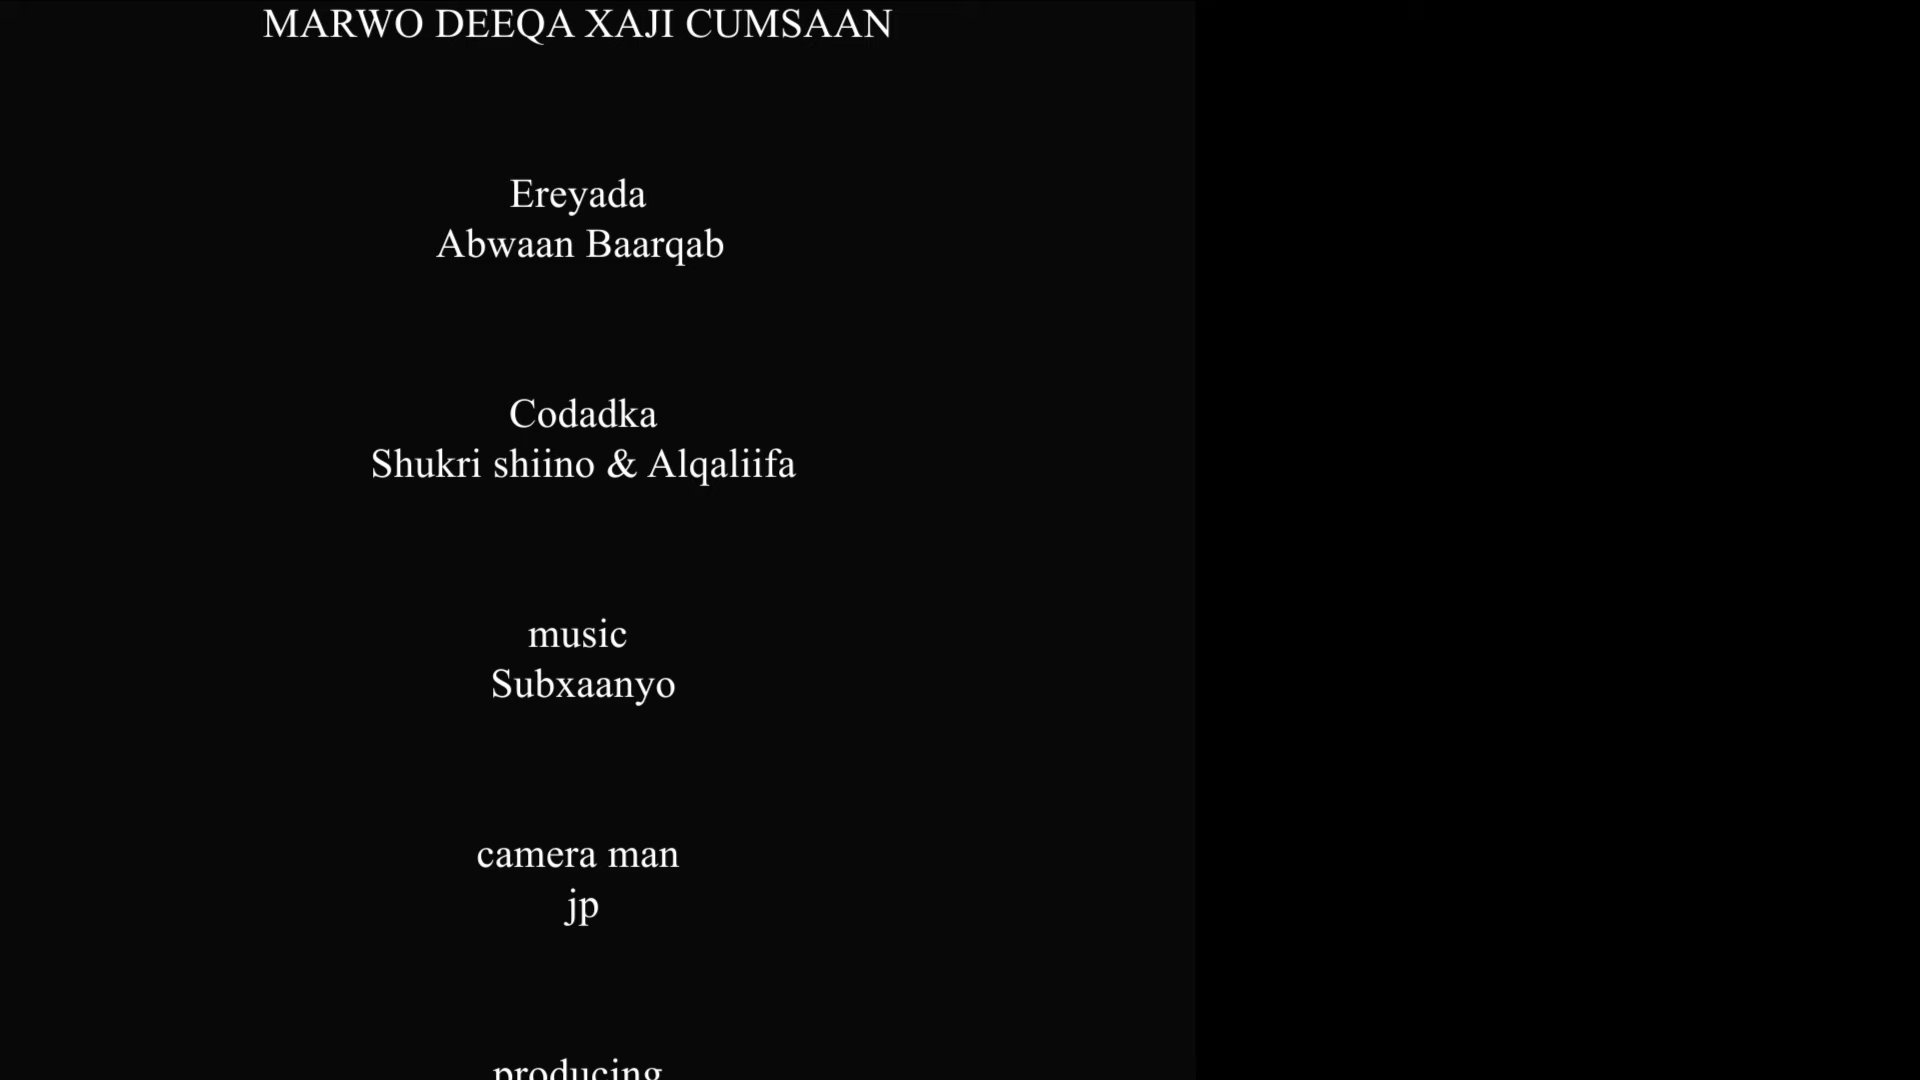 MARWO DEEQA XAJI CUMSAAN
Ereyada
Abwaan Baarqab
Codadka
Shukri shiino & Alqaliifa
music
Subxaanyo
camera man
jp
producing